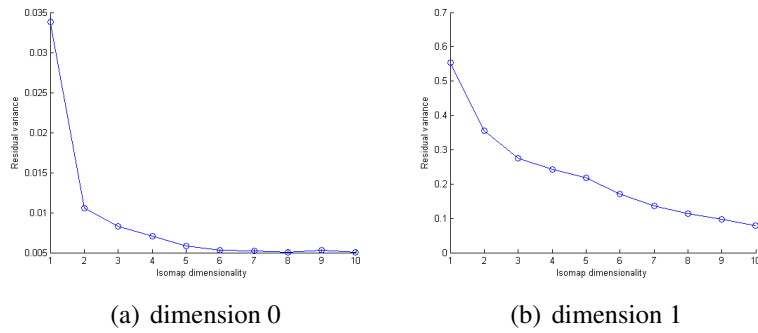 0.035
0.03
0.025
0.02
0.015
0.01
0.005
Residual variance
1 2 3 4 5 6 7 8 9 10
Isomap dimensionality
(a) dimension 0
0.7
0.6
0.5
0.4
0.3
0.2
0.1
0
Residual variance
1 2 3 4 5 6 7 8 9 10
Isomap dimensionality
(b) dimension 1